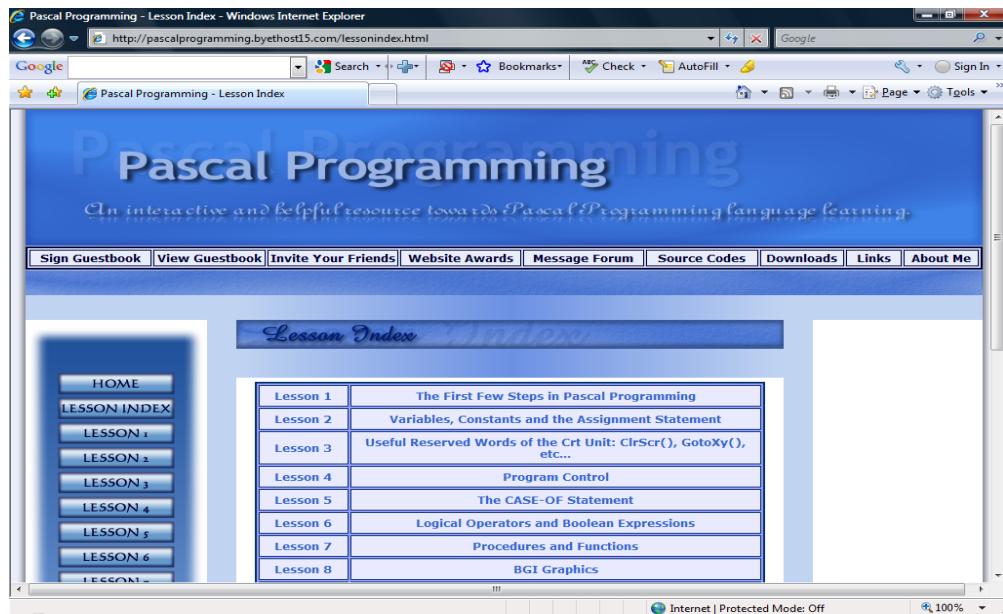 Pascal Programming - Lesson Index - Windows Internet Explorer
http://pascalprogramming.byethost15.com/lessonindex.html
Google
Google
Search
Bookmarks
ABC
Check
AutoFill
Sign In
Pascal Programming - Lesson Index
Page
Tools
Pascal Programming
Pascal Programming
An interactive and helpful resource towards Pascal Programming language learning.
Sign Guestbook View Guestbook Invite Your Friends Website Awards Message Forum Source Codes Downloads Links About Me
Lesson Index
Index
HOME
LESSON INDEX
LESSON 1
LESSON 2
LESSON 3
LESSON 4
LESSON 5
LESSON 6
Lesson 1 The First Few Steps in Pascal Programming
Lesson 2 Variables, Constants and the Assignment Statement
Lesson 3 Useful Reserved Words of the Crt Unit: ClrScr(), GotoXy(),
etc...
Lesson 4 Program Control
Lesson 5 The CASE-OF Statement
Lesson 6 Logical Operators and Boolean Expressions
Lesson 7 Procedures and Functions
Lesson 8 BGI Graphics
Internet | Protected Mode: Off
100%